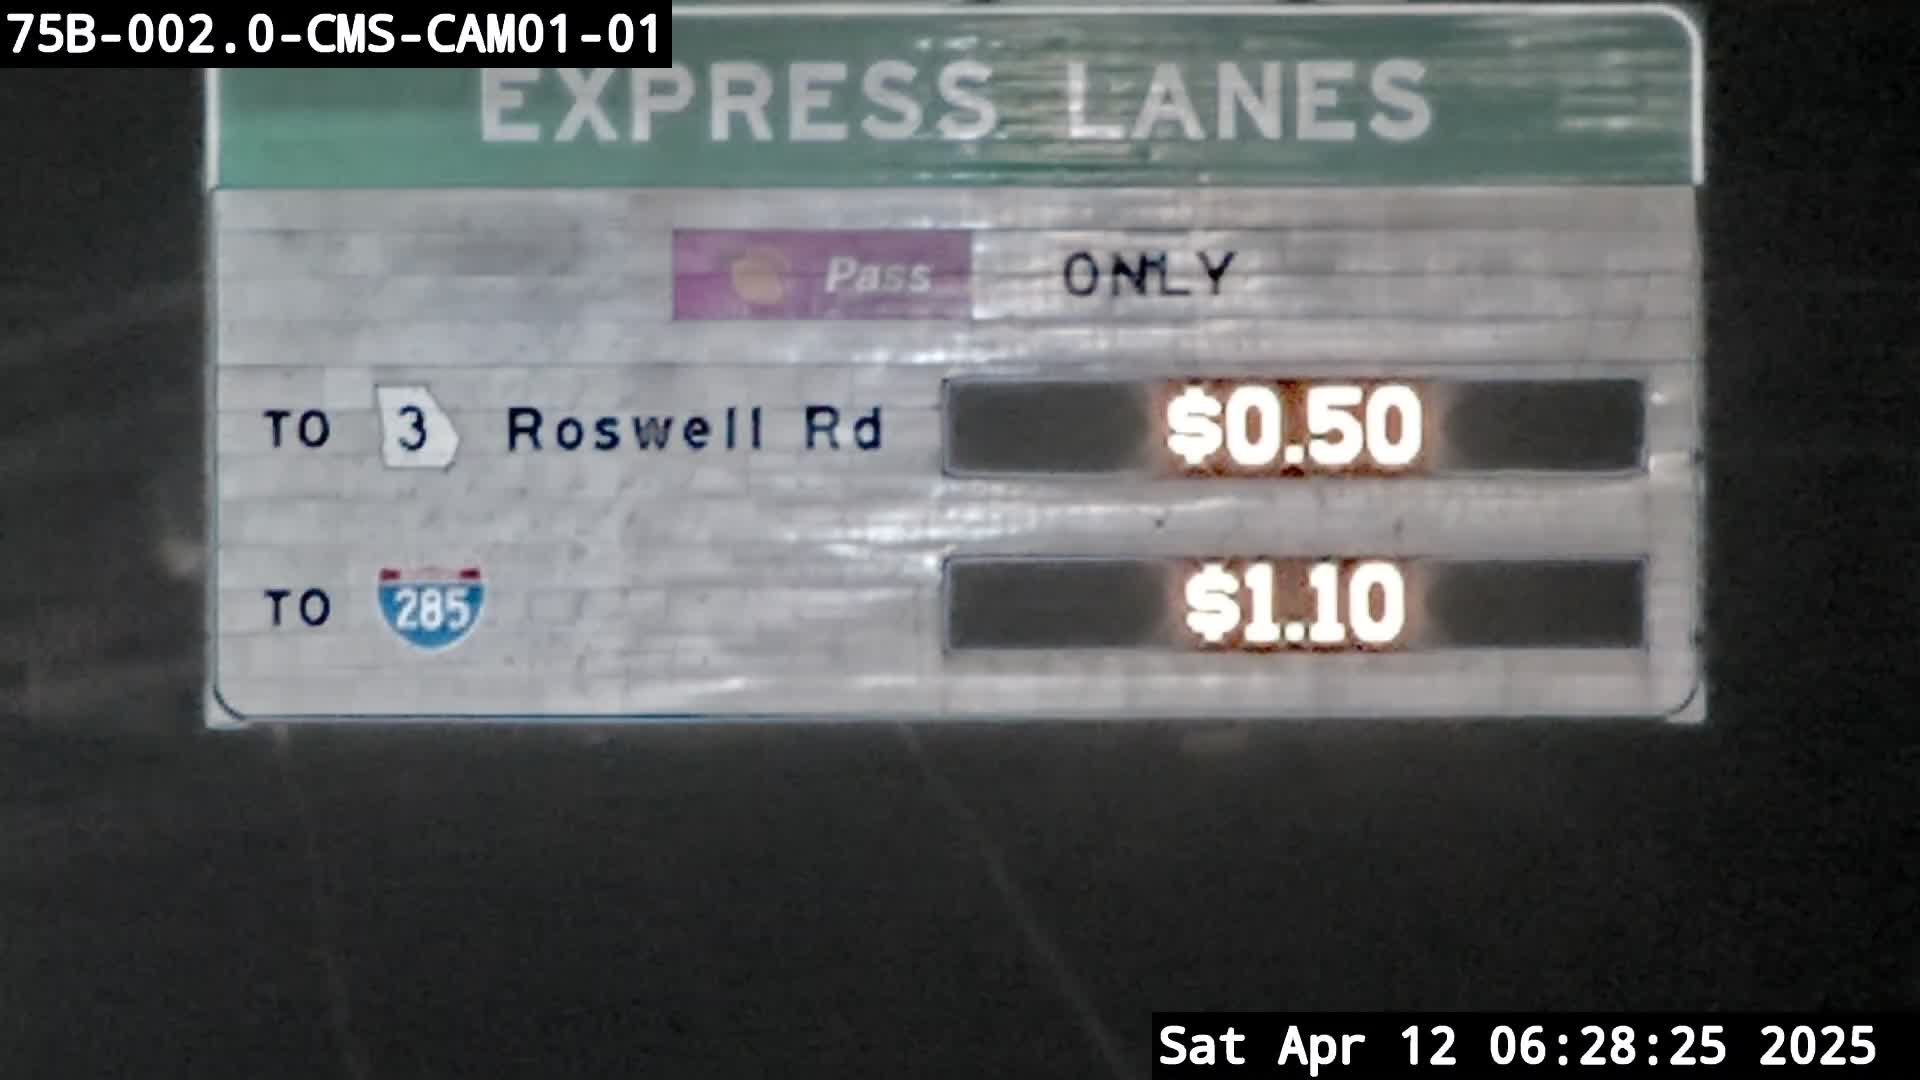 75B-002.0-CMS-CAM01-01
EXPRESS LANES
Pass ONLY
TO 3 Roswell Rd $0.50
TO 285 $1.10
Sat Apr 12 06:28:25 2025